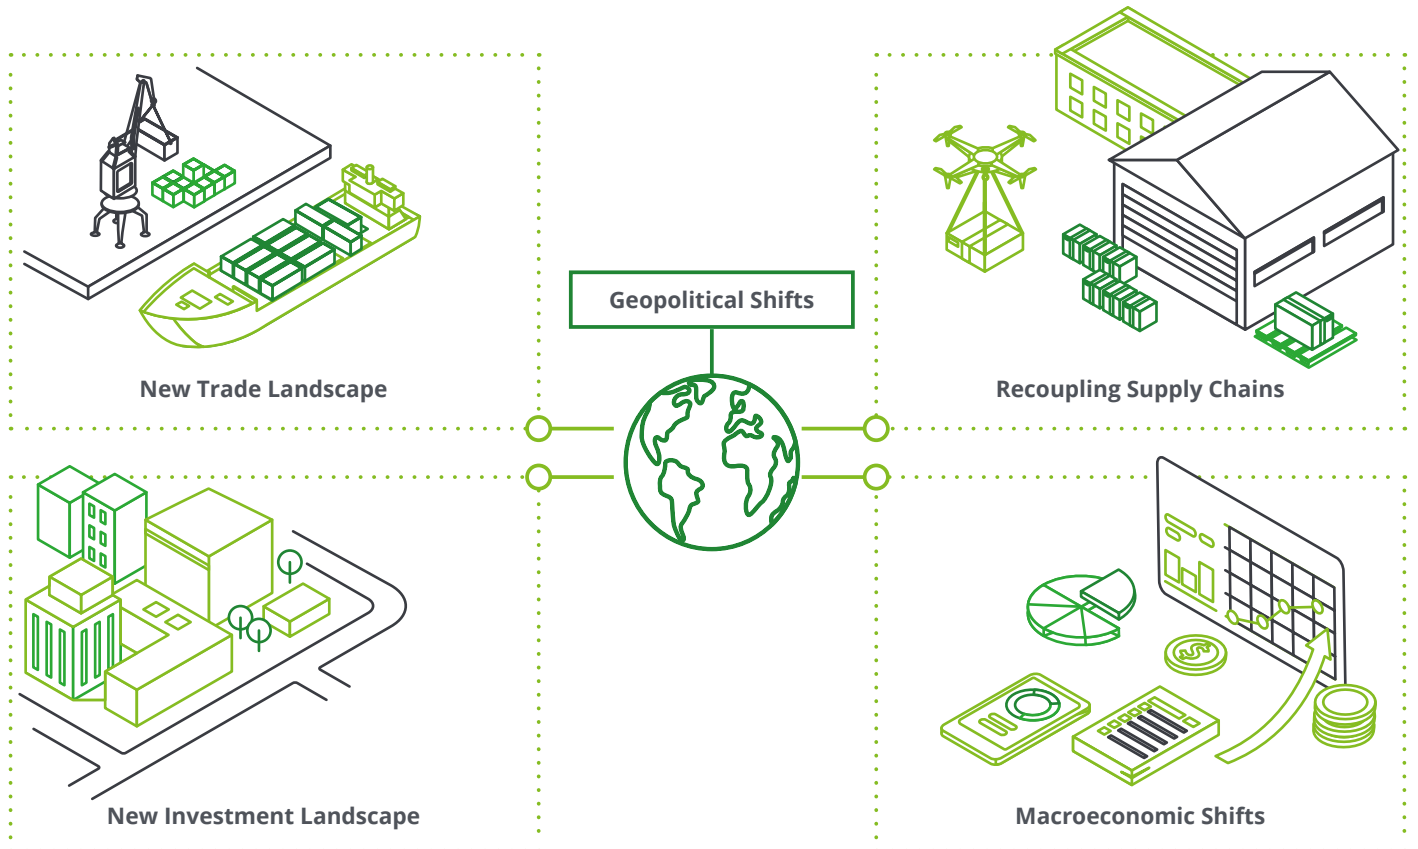 Geopolitical Shifts
New Trade Landscape
Recoupling Supply Chains
New Investment Landscape
Macroeconomic Shifts